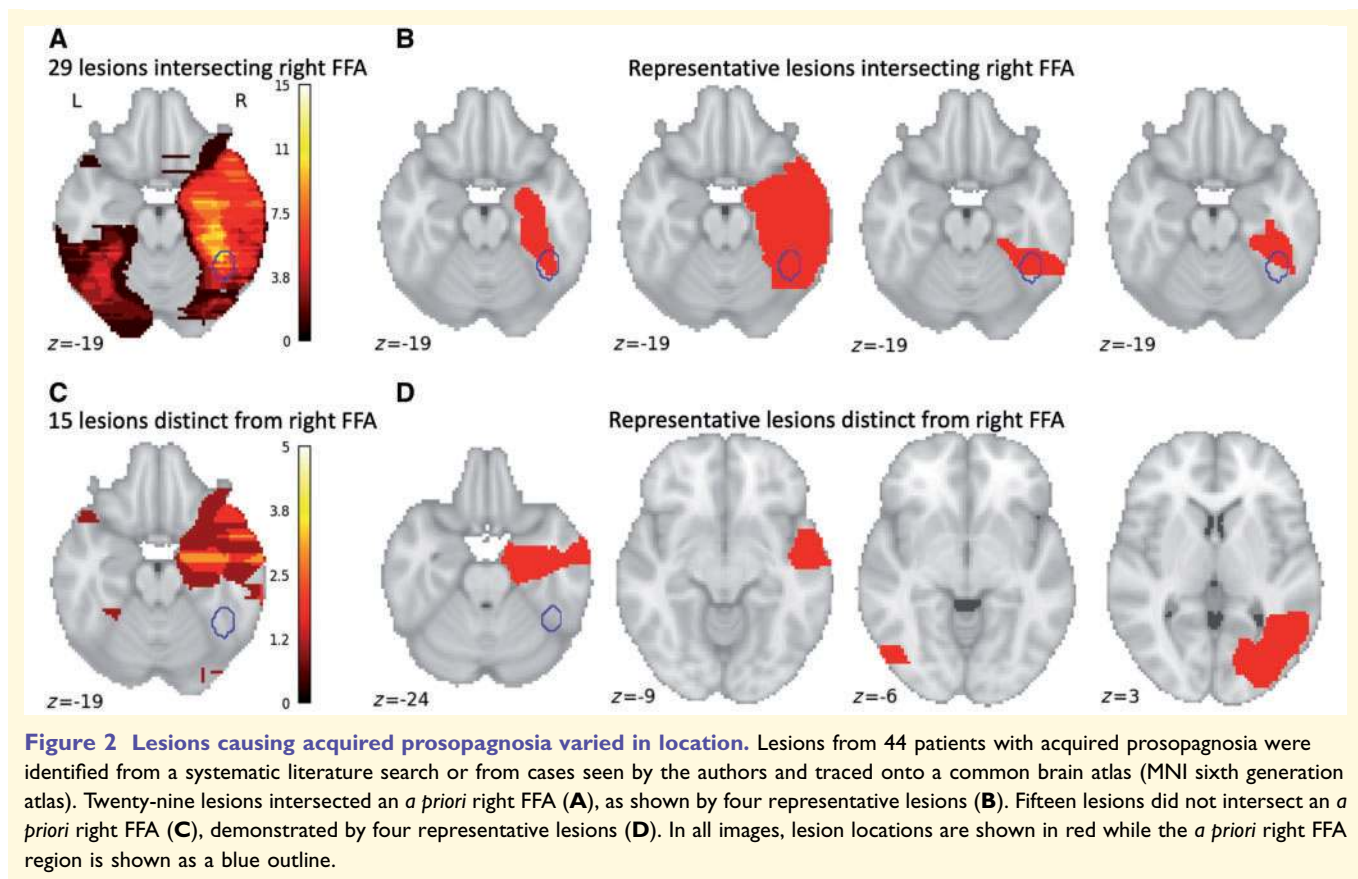 A
29 lesions intersecting right FFA
L
R
15
11
7.5
3.8
0
z=-19
B
Representative lesions intersecting right FFA
z=-19
z=-19
z=-19
z=-19
C
15 lesions distinct from right FFA
5
3.8
2.5
1.2
0
z=-19
D
Representative lesions distinct from right FFA
z=-24
z=-9
z=-6
z=3
Figure 2 Lesions causing acquired prosopagnosia varied in location. Lesions from 44 patients with acquired prosopagnosia were
identified from a systematic literature search or from cases seen by the authors and traced onto a common brain atlas (MNI sixth generation
atlas). Twenty-nine lesions intersected an a priori right FFA (A), as shown by four representative lesions (B). Fifteen lesions did not intersect an a
priori right FFA (C), demonstrated by four representative lesions (D). In all images, lesion locations are shown in red while the a priori right FFA
region is shown as a blue outline.